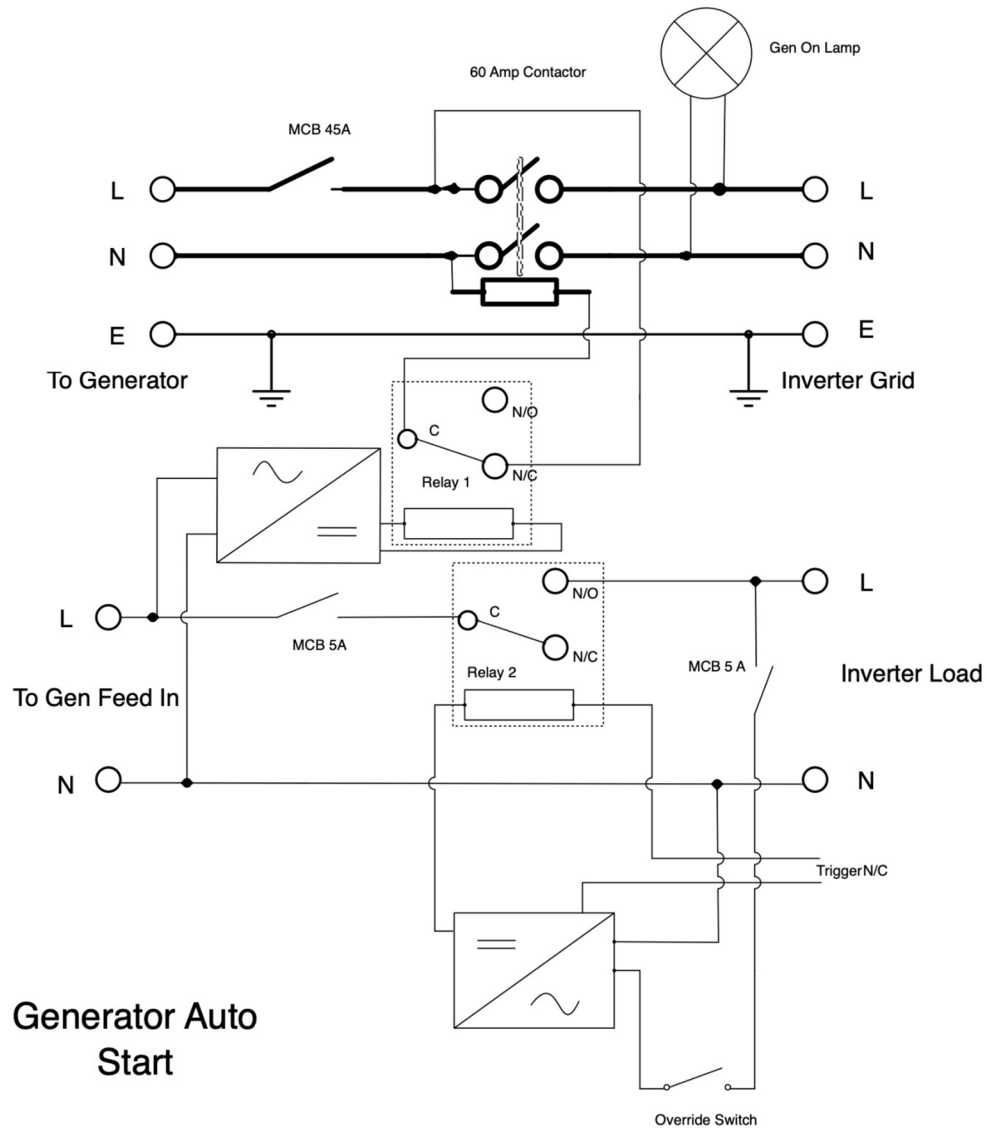 Gen On Lamp
60 Amp Contactor
MCB 45A
L
L
N
N
E
E
To Generator
Inverter Grid
N/O
C
N/C
Relay 1
L
N/O
L
C
MCB 5A
N/C
MCB 5 A
Relay 2
Inverter Load
To Gen Feed In
N
N
TriggerN/C
Generator Auto
Start
Override Switch